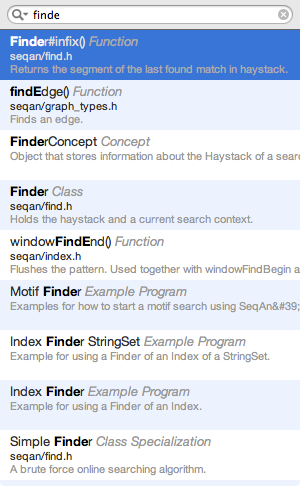 finde
Finder#infix() Function
seqan/find.h
Returns the segment of the last found match in haystack.
findEdge() Function
seqan/graph_types.h
Finds an edge.
FinderConcept Concept
Object that stores information about the Haystack of a sear
Finder Class
seqan/find.h
Holds the haystack and a current search context.
windowFindEnd() Function
seqan/index.h
Flushes the pattern. Used together with windowFindBegin a
Motif Finder Example Program
Examples for how to start a motif search using SeqAn&#39;
Index Finder StringSet Example Program
Example for using a Finder of an Index of a StringSet.
Index Finder Example Program
Example for using a Finder of an Index.
Simple Finder Class Specialization
seqan/find.h
A brute force online searching algorithm.